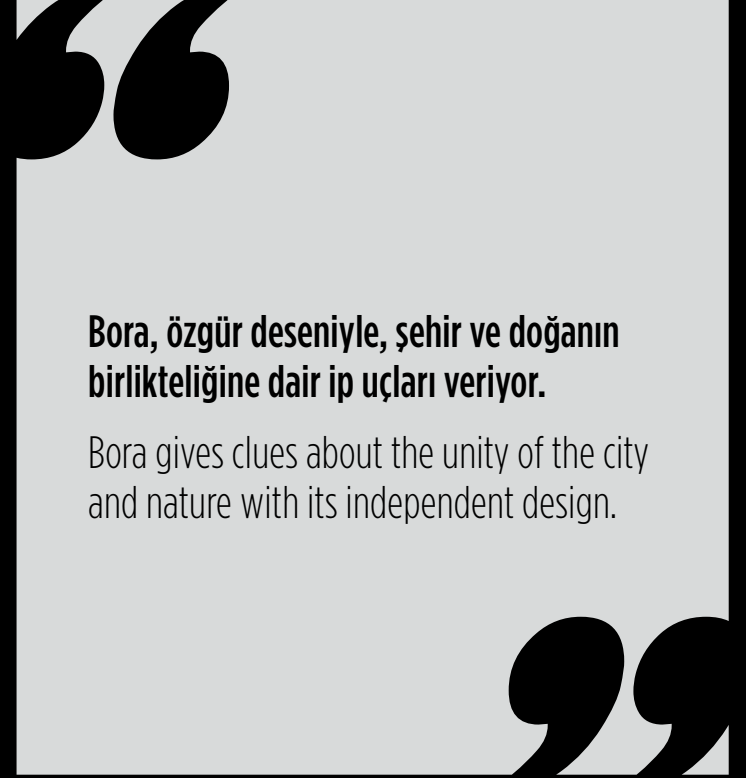 Bora, özgür deseniyle, şehir ve doğanın
birlikteliğine dair ip uçları veriyor.
Bora gives clues about the unity of the city
and nature with its independent design.